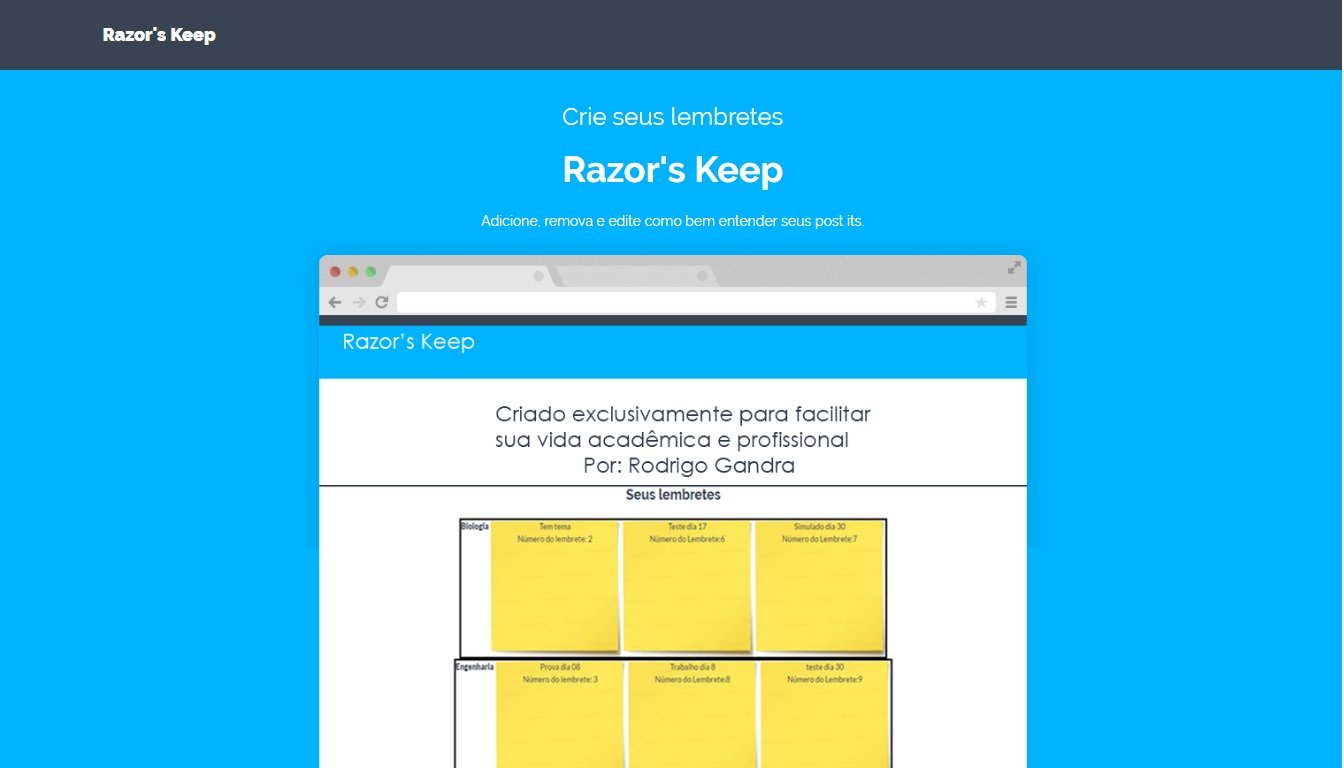 Razor's Keep
Crie seus lembretes
Razor's Keep
Adicione, remova e edite como bem entender seus post its.
Razor's Keep
Criado exclusivamente para facilitar
sua vida acadêmica e profissional
Por: Rodrigo Gandra
Seus lembretes
Biologia Tem tema Teste dia 17 Simulado dia 30
Número do lembrete: 2 Número do Lembrete:6 Número do Lembrete:7
Engenharia Prova dia 08 Trabalho dia 8 teste dia 30
Número do lembrete: 3 Número do Lembrete:8 Número do Lembrete:9